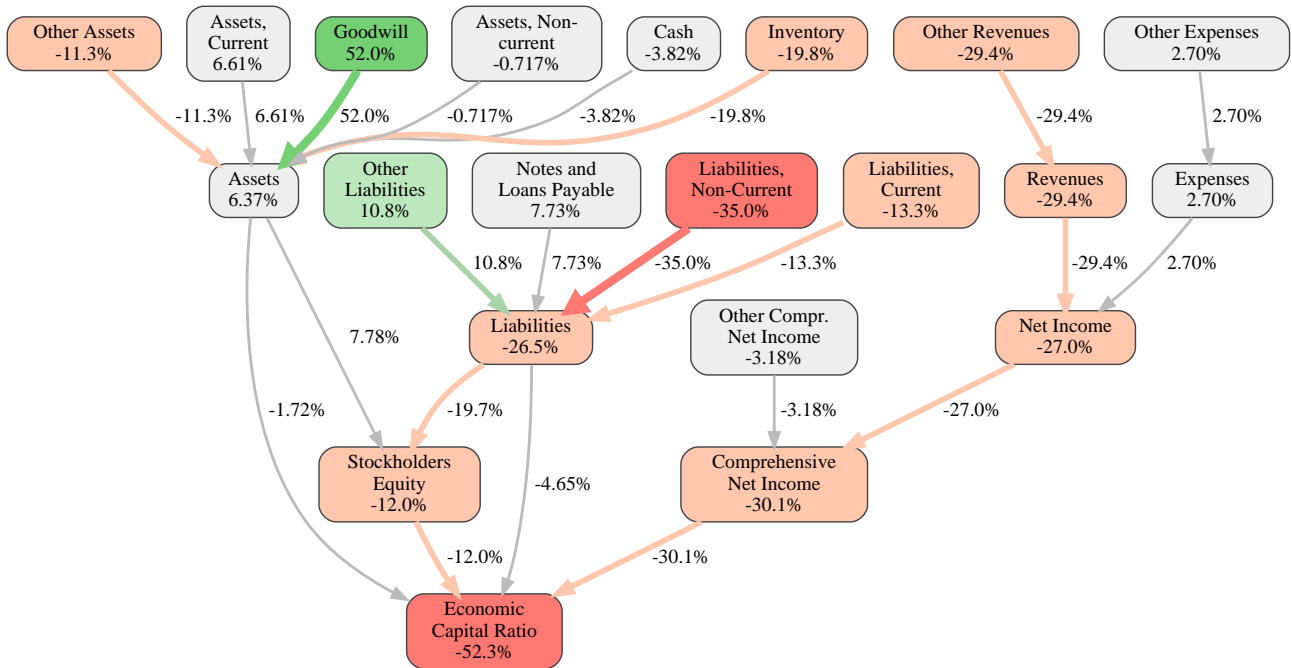 Other Assets
-11.3%
Assets,
Current
6.61%
Goodwill
52.0%
Assets, Non-
current
-0.717%
Cash
-3.82%
Inventory
-19.8%
Other Revenues
-29.4%
Other Expenses
2.70%
-11.3%
6.61%
52.0%
-0.717%
-3.82%
-19.8%
-29.4%
2.70%
Assets
6.37%
Other
Liabilities
10.8%
Notes and
Loans Payable
7.73%
Liabilities,
Non-Current
-35.0%
Liabilities,
Current
-13.3%
Revenues
-29.4%
Expenses
2.70%
10.8%
7.73%
-35.0%
-13.3%
-29.4%
2.70%
7.78%
Liabilities
-26.5%
Other Compr.
Net Income
-3.18%
Net Income
-27.0%
-1.72%
-19.7%
-3.18%
-27.0%
Stockholders
Equity
-12.0%
-4.65%
Comprehensive
Net Income
-30.1%
-12.0%
-30.1%
Economic
Capital Ratio
-52.3%